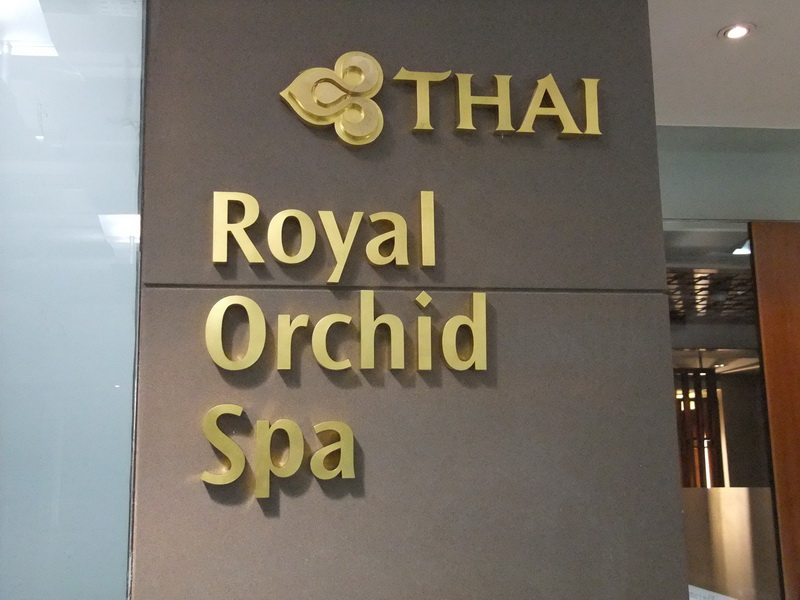 THAI
Royal
Orchid
Spa